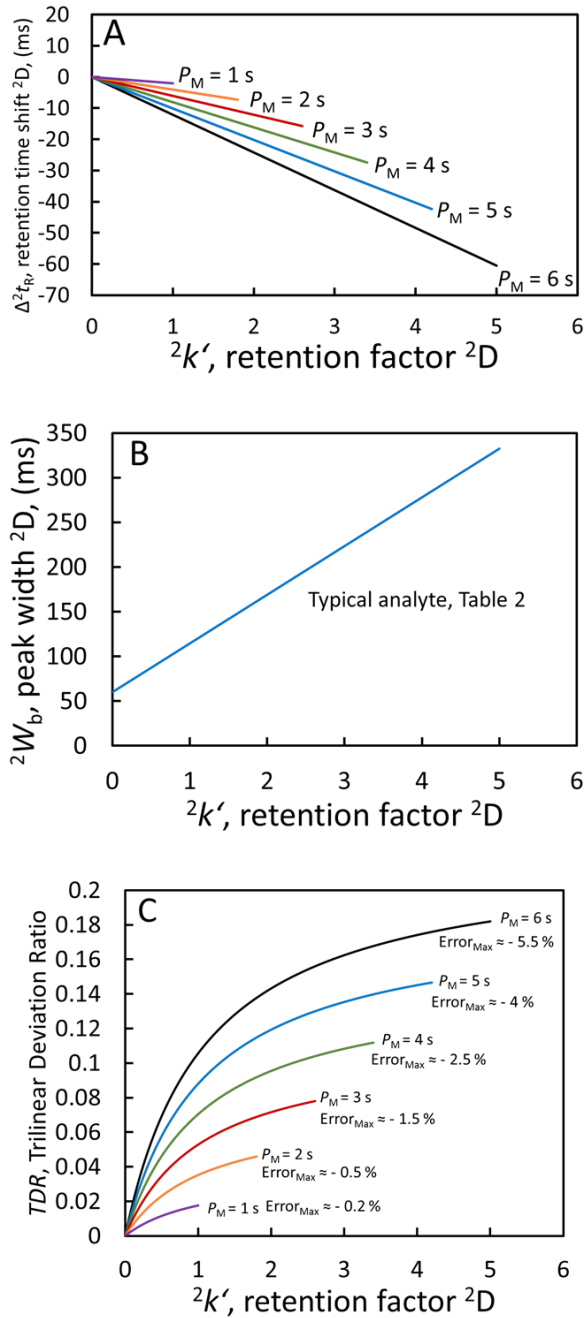 A
20
10
0
-10
-20
-30
-40
-50
-60
-70
Δ²tR, retention time shift ²D, (ms)
PM = 1 s
PM = 2 s
PM = 3 s
PM = 4 s
PM = 5 s
PM = 6 s
0 1 2 3 4 5 6
²k‘, retention factor ²D
B
350
300
250
200
150
100
50
0
²Wb, peak width ²D, (ms)
Typical analyte, Table 2
0 1 2 3 4 5 6
²k‘, retention factor ²D
C
0.2
0.18
0.16
0.14
0.12
0.1
0.08
0.06
0.04
0.02
0
TDR, Trilinear Deviation Ratio
PM = 6 s
ErrorMax ≈ - 5.5 %
PM = 5 s
ErrorMax ≈ - 4 %
PM = 4 s
ErrorMax ≈ - 2.5 %
PM = 3 s
ErrorMax ≈ - 1.5 %
PM = 2 s
ErrorMax ≈ - 0.5 %
PM = 1 s ErrorMax ≈ - 0.2 %
0 1 2 3 4 5 6
²k‘, retention factor ²D